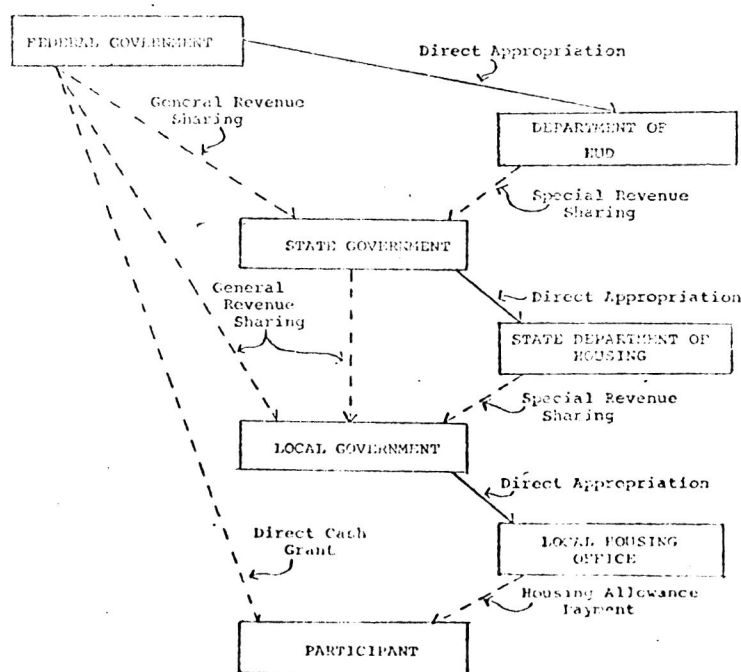 FEDERAL GOVERNMENT
Direct Appropriation
General Revenue
Sharing
DEPARTMENT OF
HUD
Special Revenue
Sharing
STATE GOVERNMENT
General
Revenue
Sharing
Direct Appropriation
STATE DEPARTMENT OF
HOUSING
Special Revenue
Sharing
LOCAL GOVERNMENT
Direct Appropriation
Direct Cash
Grant
LOCAL HOUSING
OFFICE
Housing Allowance
Payment
PARTICIPANT